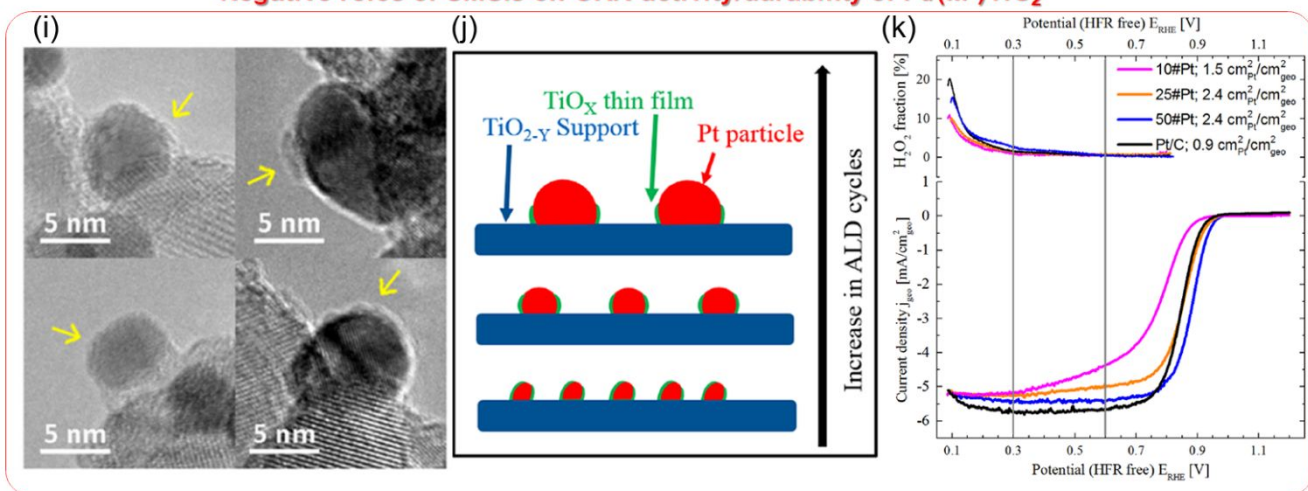 (i)
5 nm
5 nm
5 nm
5 nm
(j)
TiOX thin film
TiO2-Y Support
Pt particle
Increase in ALD cycles
(k)
Potential (HFR free) ERHE [V]
0.1 0.3 0.5 0.7 0.9 1.1
H2O2 fraction [%]
20
10
0
10#Pt; 1.5 cm²Pt/cm²geo
25#Pt; 2.4 cm²Pt/cm²geo
50#Pt; 2.4 cm²Pt/cm²geo
Pt/C; 0.9 cm²Pt/cm²geo
Current density jgeo [mA/cm²geo]
1
0
-1
-2
-3
-4
-5
-6
0.1 0.3 0.5 0.7 0.9 1.1
Potential (HFR free) ERHE [V]